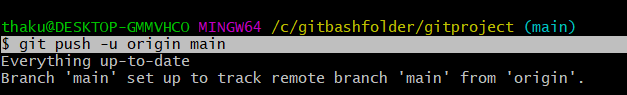 thaku@DESKTOP-GMMVHCO MINGW64 /c/gitbashfolder/gitproject (main)
$ git push -u origin main
Everything up-to-date
Branch 'main' set up to track remote branch 'main' from 'origin'.